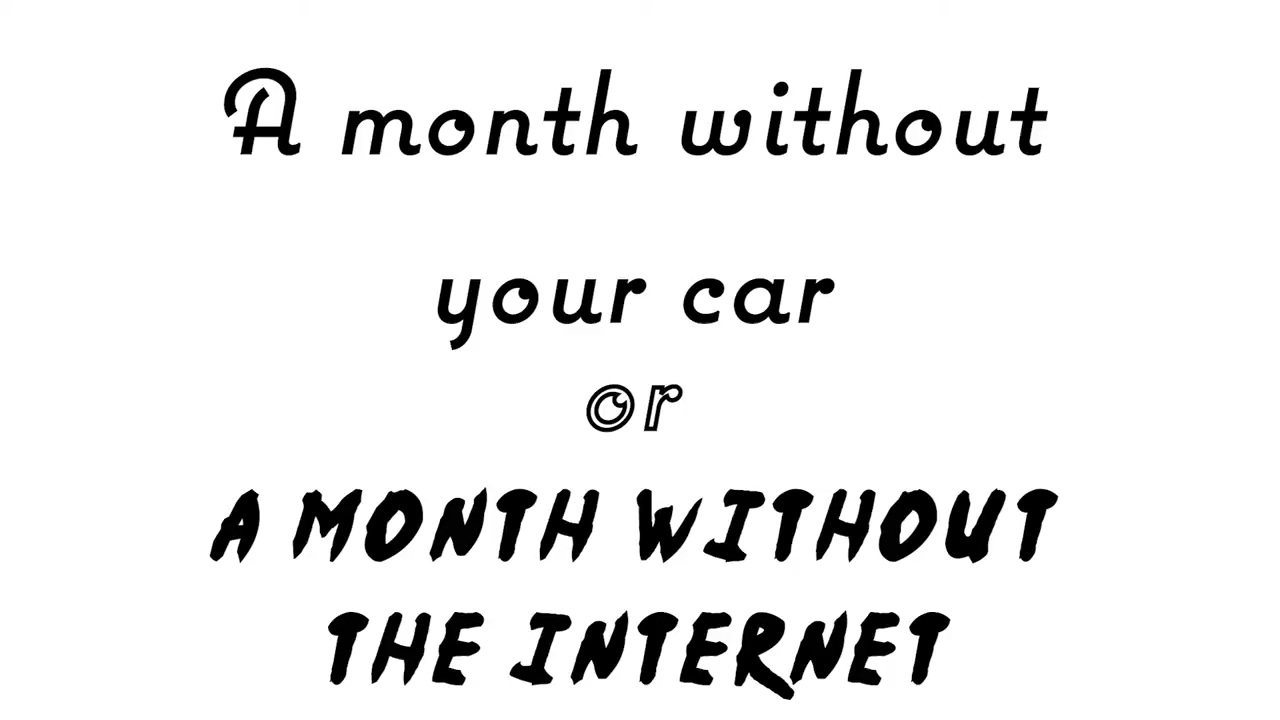 A month without
your car
or
A MONTH WITHOUT
THE INTERNET